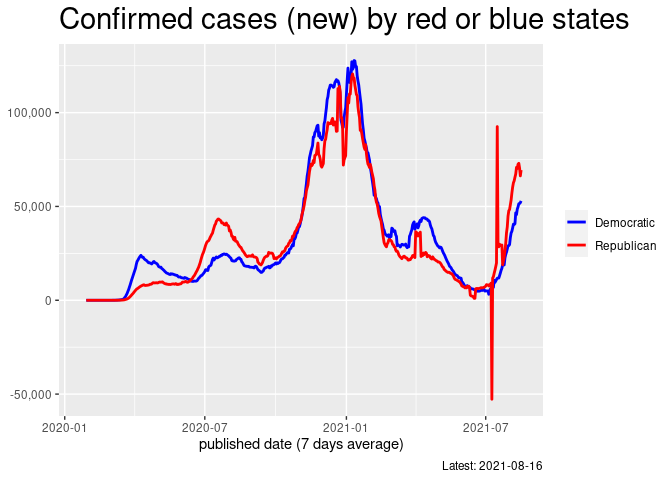 Confirmed cases (new) by red or blue states
100,000
50,000
0
-50,000
2020-01
2020-07
2021-01
2021-07
published date (7 days average)
Democratic
Republican
Latest: 2021-08-16